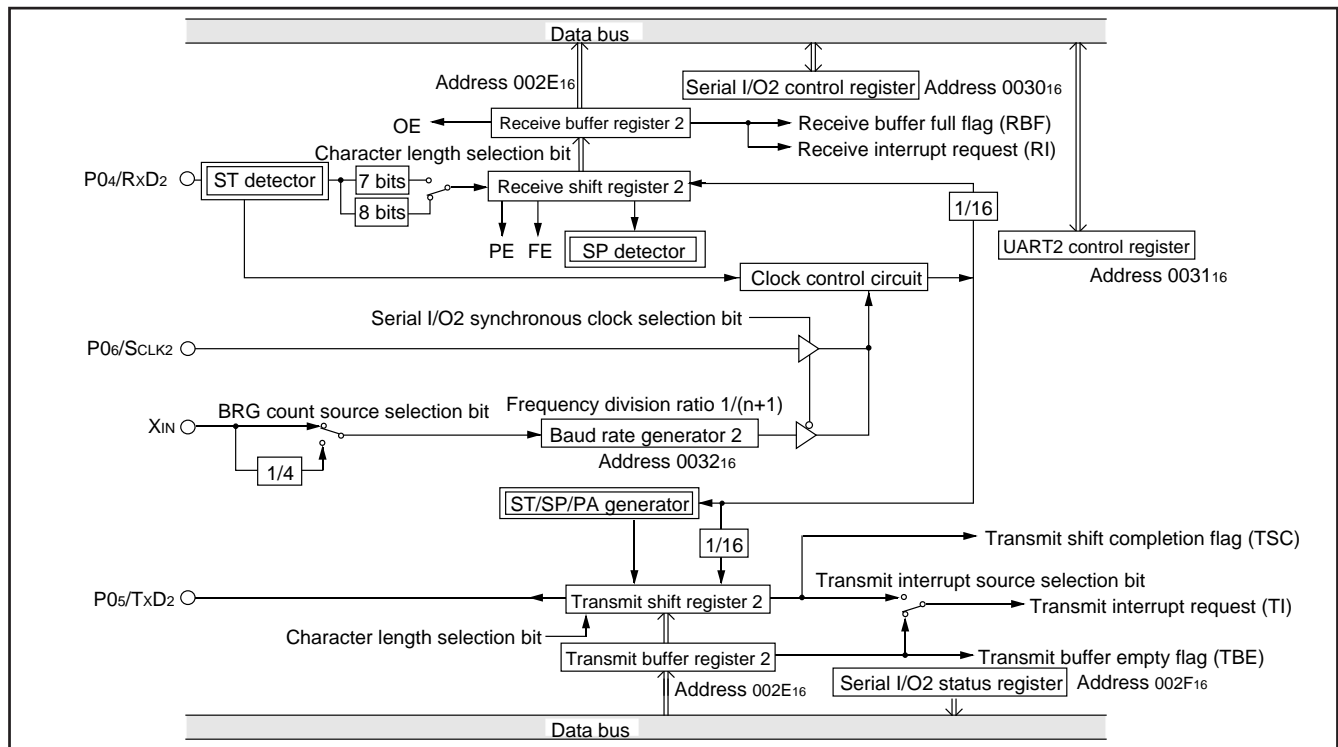 Data bus
Address 002E16
Serial I/O2 control register Address 003016
OE
Receive buffer register 2
Receive buffer full flag (RBF)
Receive interrupt request (RI)
Character length selection bit
P04/RxD2
ST detector
7 bits
8 bits
Receive shift register 2
1/16
PE FE
SP detector
UART2 control register
Address 003116
Clock control circuit
Serial I/O2 synchronous clock selection bit
P06/SCLK2
XIN
BRG count source selection bit
Frequency division ratio 1/(n+1)
Baud rate generator 2
Address 003216
1/4
ST/SP/PA generator
1/16
Transmit shift completion flag (TSC)
Transmit interrupt source selection bit
P05/TxD2
Transmit shift register 2
Transmit interrupt request (TI)
Character length selection bit
Transmit buffer register 2
Transmit buffer empty flag (TBE)
Address 002E16
Serial I/O2 status register Address 002F16
Data bus